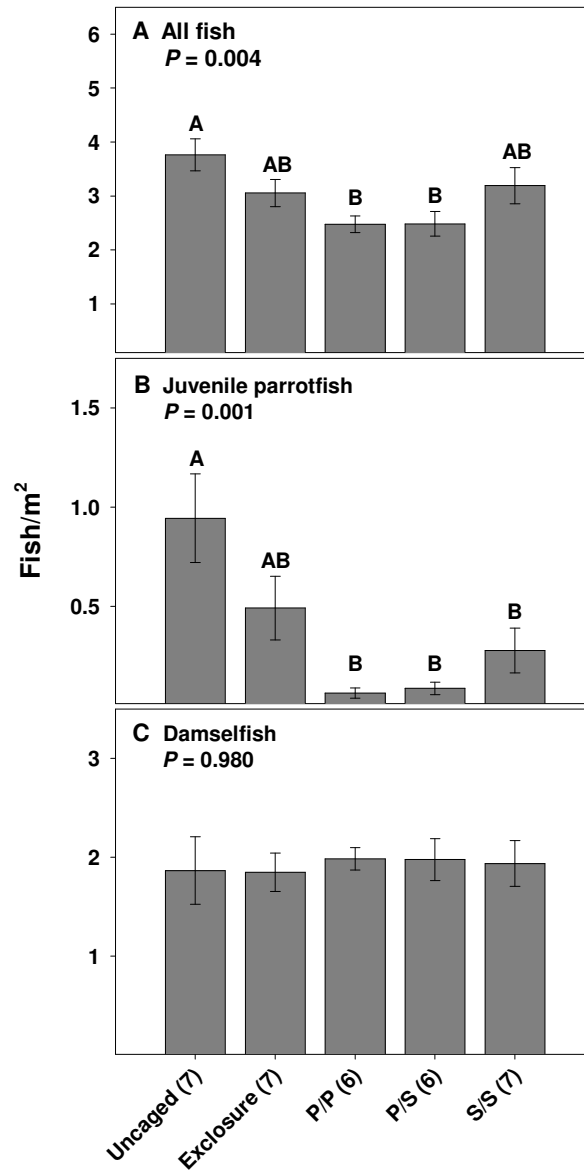 A All fish
P = 0.004
6
5
4
3
2
1
A
AB
B
B
AB
B Juvenile parrotfish
P = 0.001
1.5
1.0
0.5
A
AB
B
B
B
Fish/m²
C Damselfish
P = 0.980
3
2
1
Uncaged (7)
Exclosure (7)
P/P (6)
P/S (6)
S/S (7)